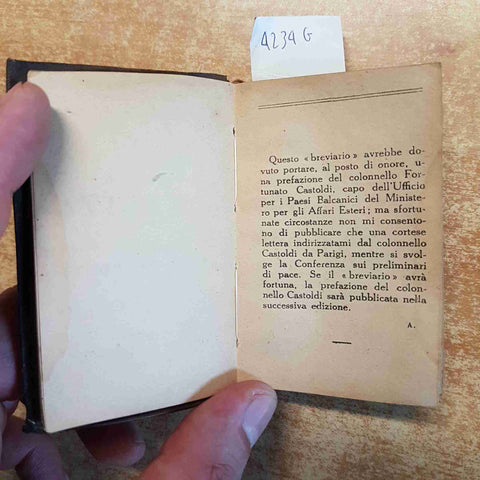 4234 G
Questo « breviario » avrebbe do-
vuto portare, al posto di onore, u-
na prefazione del colonnello For-
tunato Castoldi, capo dell'Ufficio
per i Paesi Balcanici del Ministe-
ro per gli Affari Esteri; ma sfortu-
nate circostanze non mi consento-
no di pubblicare che una cortese
lettera indirizzatami dal colonnello
Castoldi da Parigi, mentre si svol-
ge la Conferenza sui preliminari
di pace. Se il « breviario » avrà
fortuna, la prefazione del colon-
nello Castoldi sarà pubblicata nella
successiva edizione.
A.